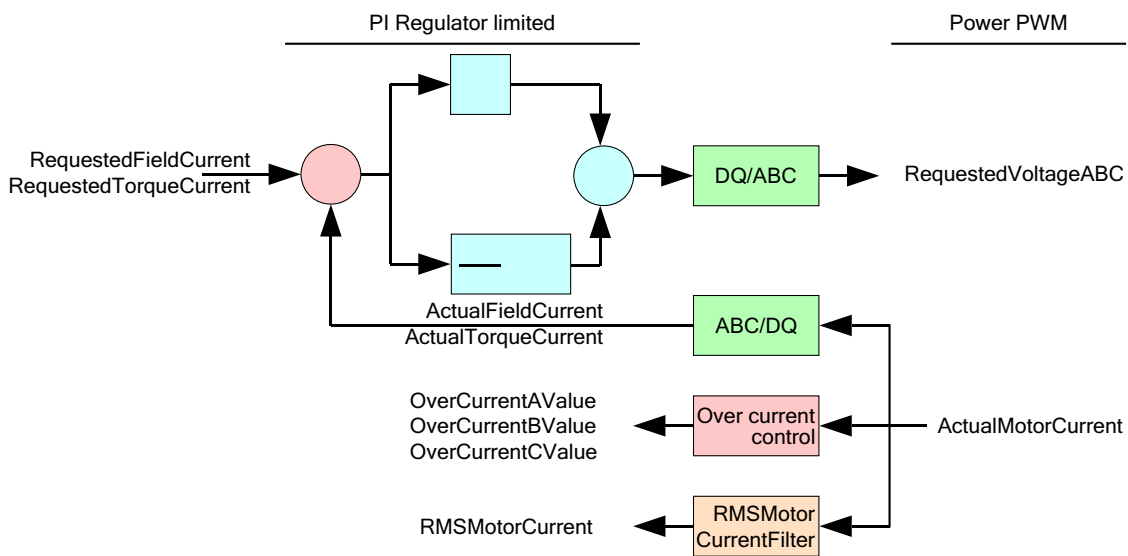 PI Regulator limited
Power PWM
RequestedFieldCurrent
RequestedTorqueCurrent
DQ/ABC
RequestedVoltageABC
ActualFieldCurrent
ActualTorqueCurrent
ABC/DQ
OverCurrentAValue
OverCurrentBValue
OverCurrentCValue
Over current
control
ActualMotorCurrent
RMSMotorCurrent
RMSMotor
CurrentFilter